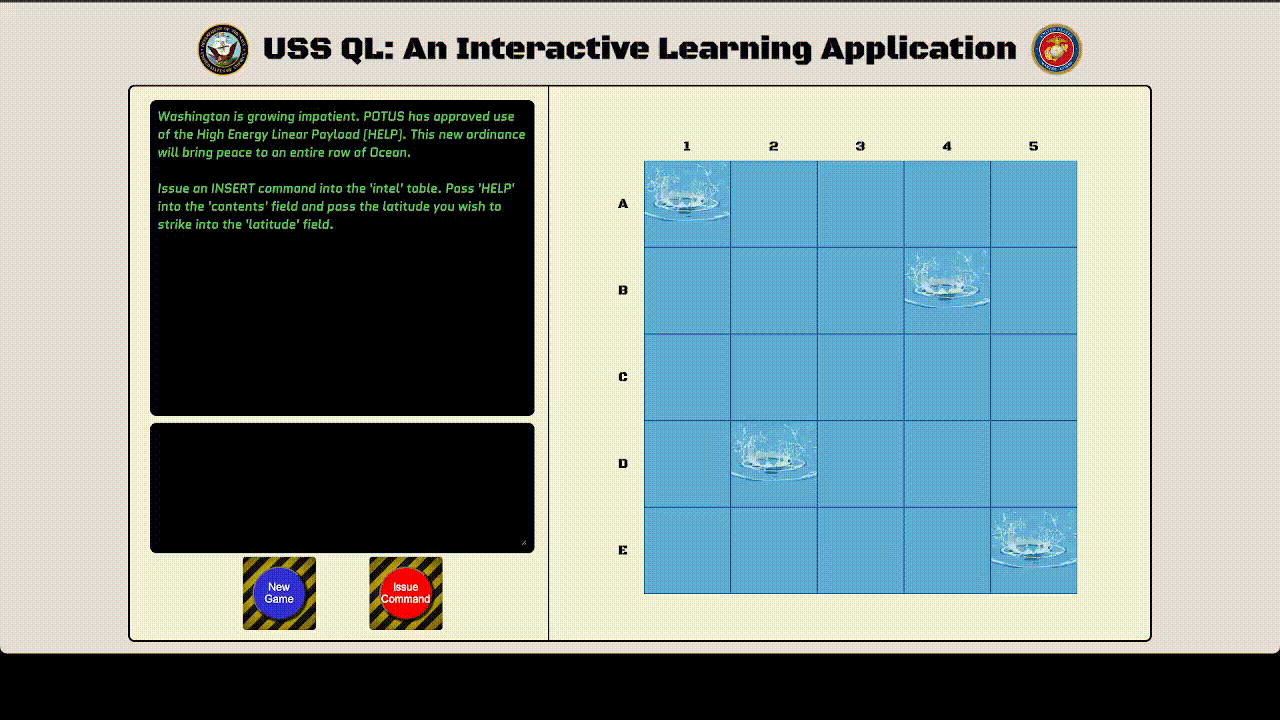 USS QL: An Interactive Learning Application
Washington is growing impatient. POTUS has approved use
of the High Energy Linear Payload [HELP]. This new ordinance
will bring peace to an entire row of Ocean.
Issue an INSERT command into the 'intel' table. Pass 'HELP'
into the 'contents' field and pass the latitude you wish to
strike into the 'latitude' field.
New
Game
Issue
Command
1 2 3 4 5
A
B
C
D
E